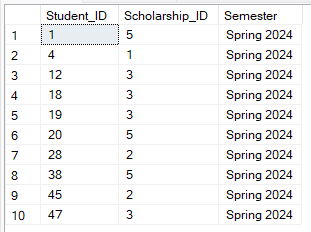 Student_ID Scholarship_ID Semester
1 1 5 Spring 2024
2 4 1 Spring 2024
3 12 3 Spring 2024
4 18 3 Spring 2024
5 19 3 Spring 2024
6 20 5 Spring 2024
7 28 2 Spring 2024
8 38 5 Spring 2024
9 45 2 Spring 2024
10 47 3 Spring 2024